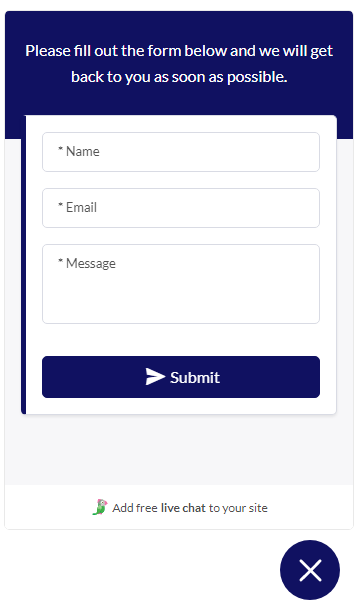 Please fill out the form below and we will get
back to you as soon as possible.
* Name
* Email
* Message
Submit
Add free live chat to your site